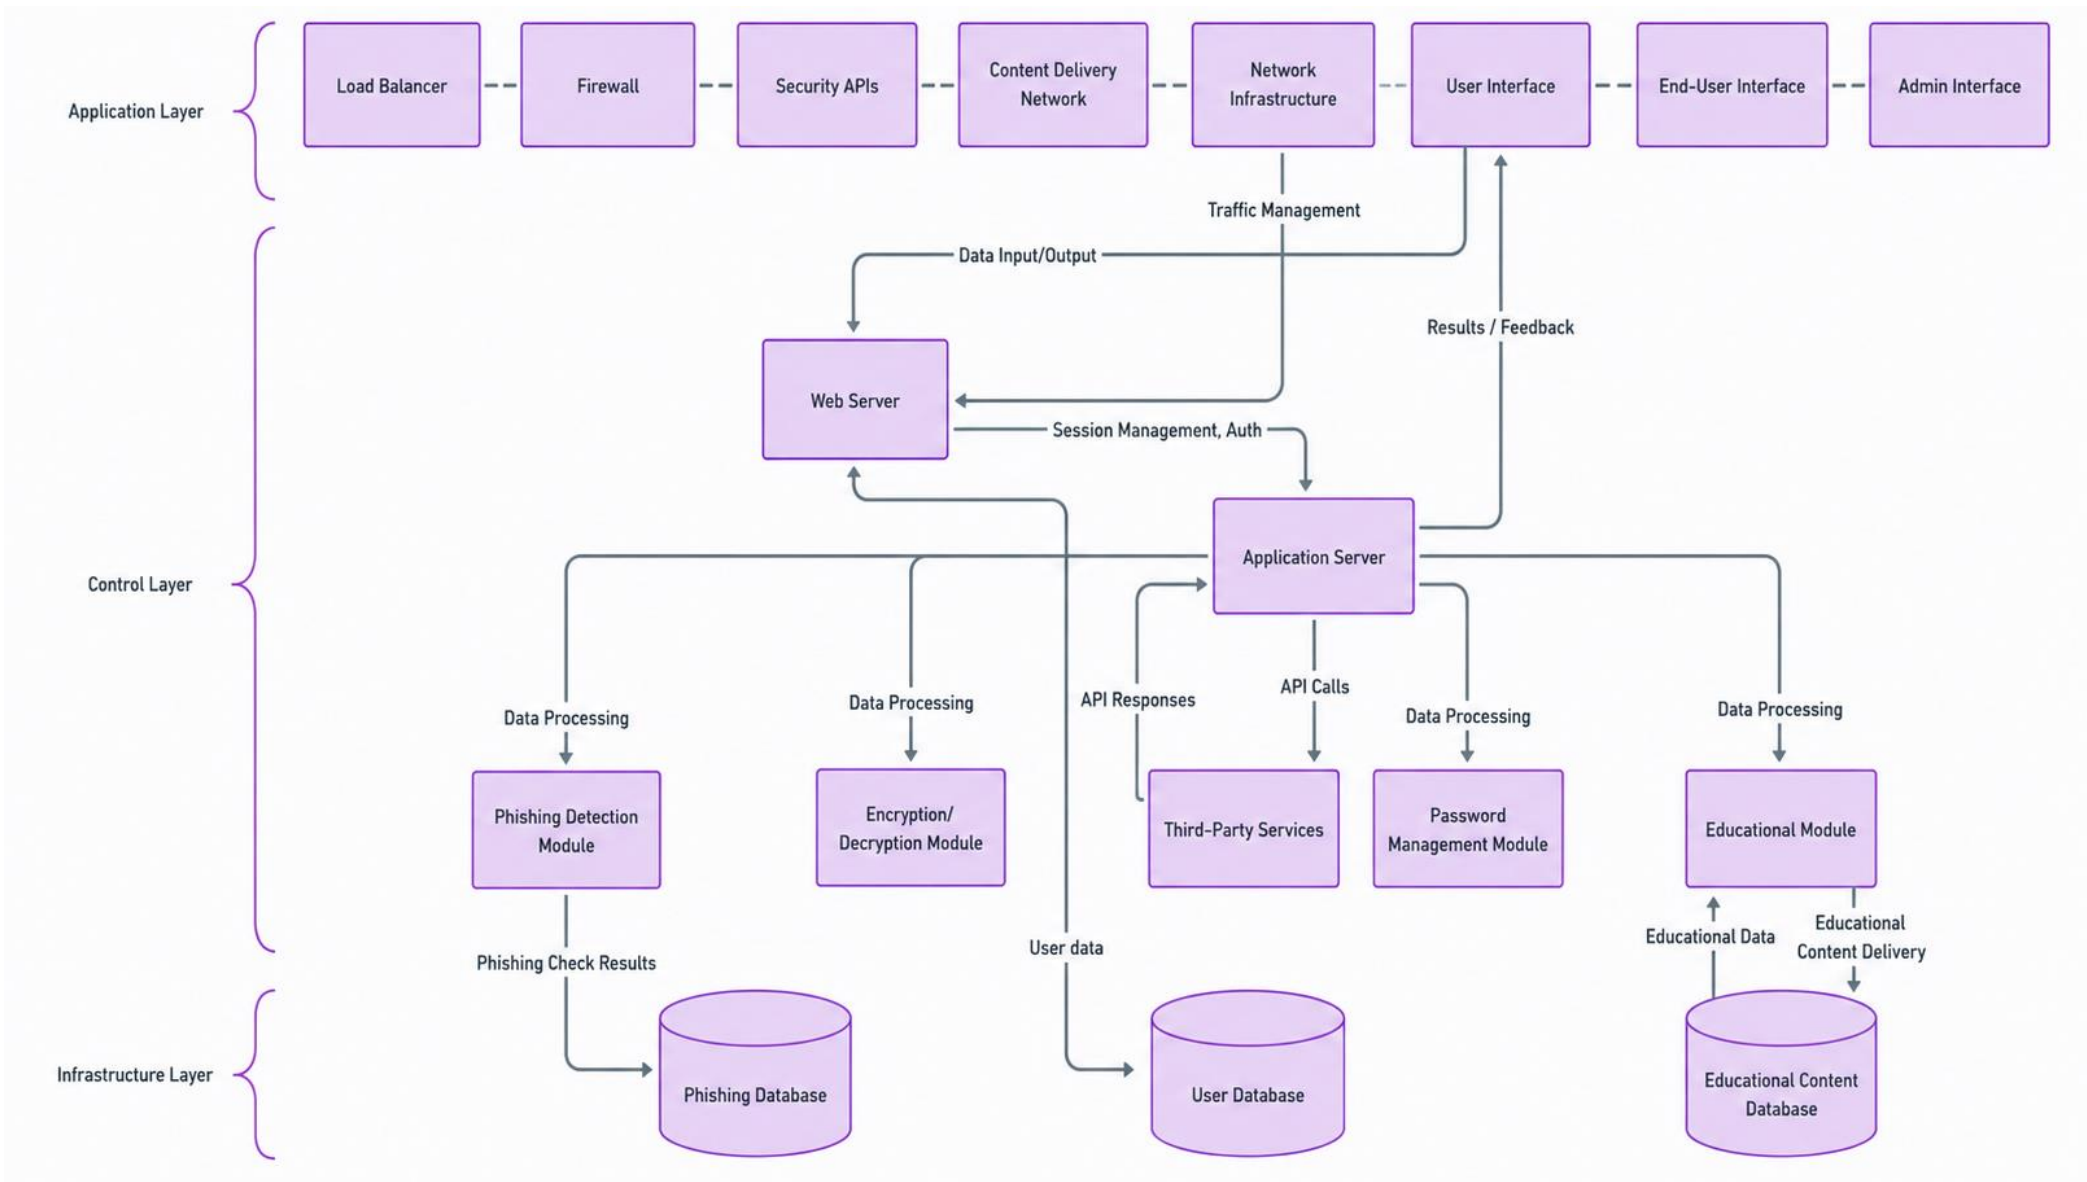 Application Layer
Load Balancer
Firewall
Security APIs
Content Delivery
Network
Network
Infrastructure
User Interface
End-User Interface
Admin Interface
Traffic Management
Data Input/Output
Results / Feedback
Web Server
Session Management, Auth
Control Layer
Application Server
API Calls
API Responses
Data Processing
Data Processing
Data Processing
Data Processing
Phishing Detection
Module
Encryption/
Decryption Module
Third-Party Services
Password
Management Module
Educational Module
Educational
Content Delivery
Educational Data
User data
Phishing Check Results
Infrastructure Layer
Phishing Database
User Database
Educational Content
Database